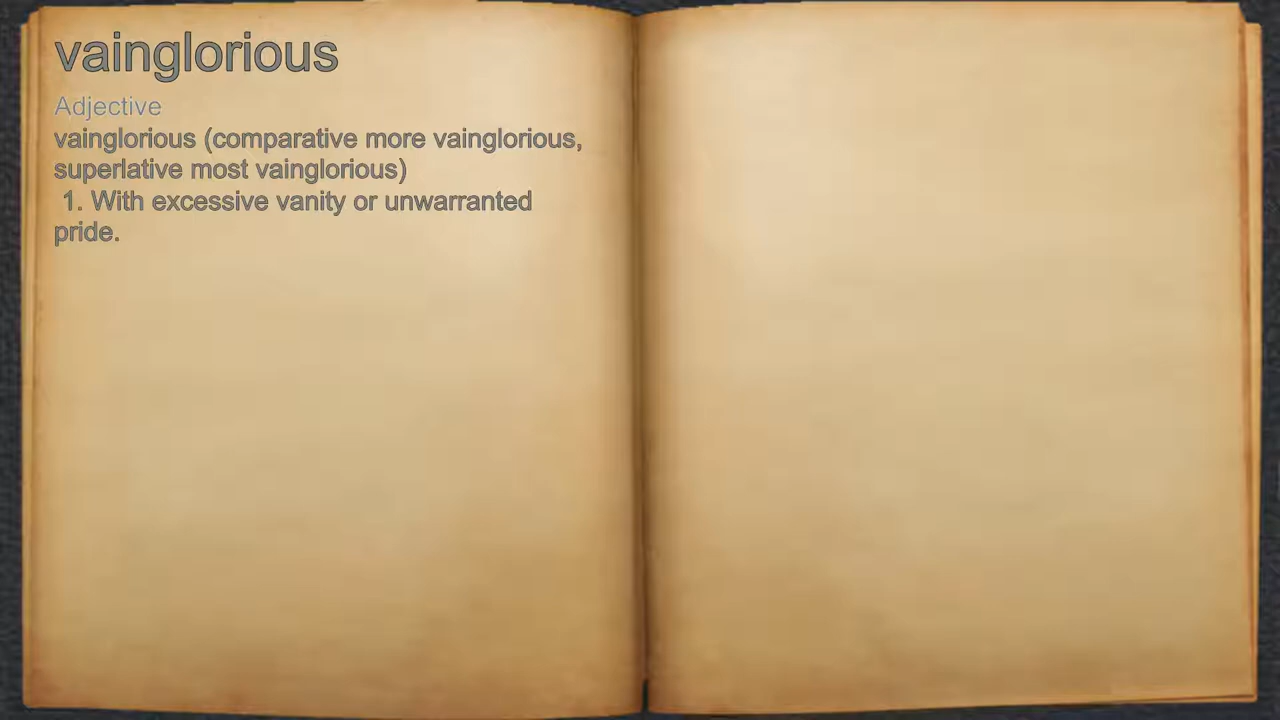 vainglorious
Adjective
vainglorious (comparative more vainglorious,
superlative most vainglorious)
1. With excessive vanity or unwarranted
pride.